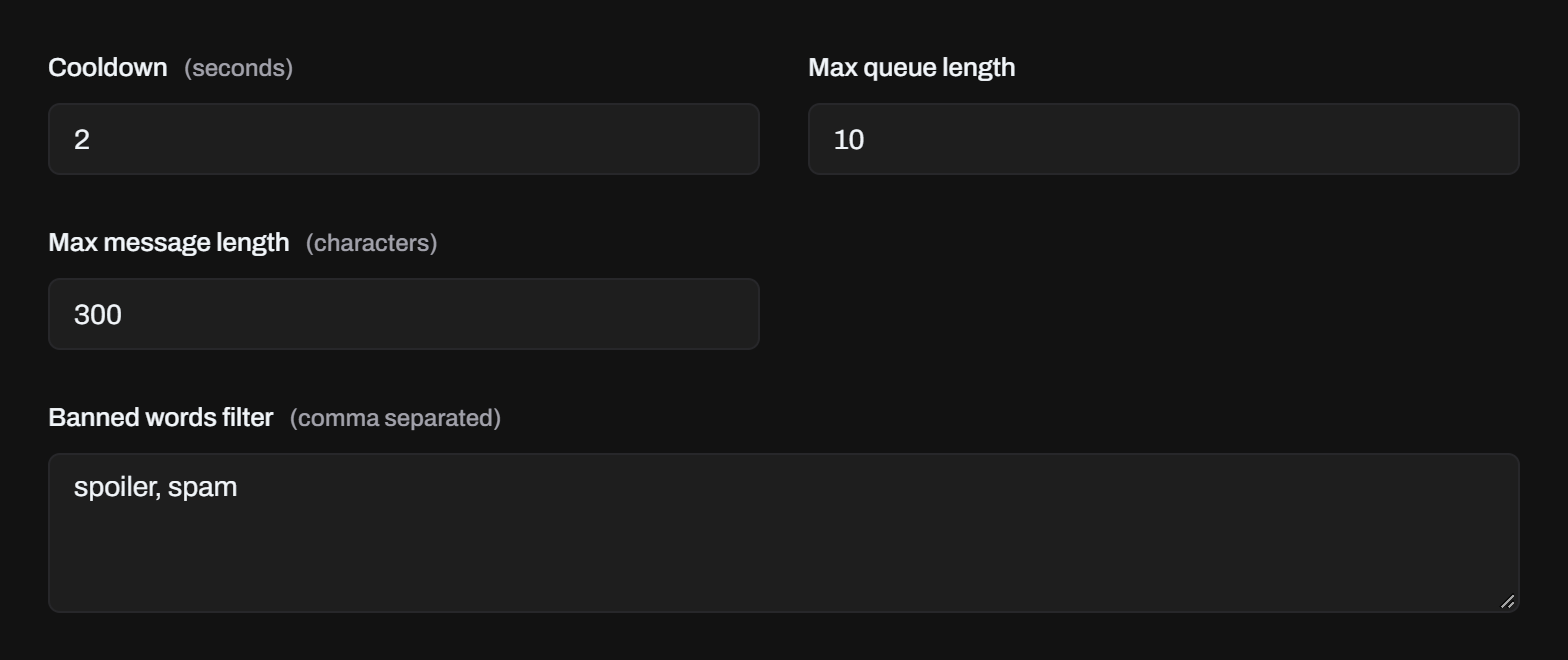 Cooldown (seconds)
Max queue length
2
10
Max message length (characters)
300
Banned words filter (comma separated)
spoiler, spam